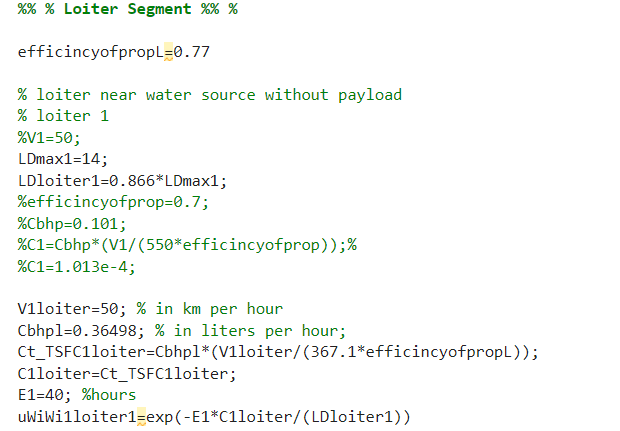 %% % Loiter Segment %% %
efficincyofpropL=0.77
% loiter near water source without payload
% loiter 1
%V1=50;
LDmax1=14;
LDloiter1=0.866*LDmax1;
%efficincyofprop=0.7;
%Cbhp=0.101;
%C1=Cbhp*(V1/(550*efficincyofprop));%
%C1=1.013e-4;
V1loiter=50; % in km per hour
Cbhpl=0.36498; % in liters per hour;
Ct_TSFC1loiter=Cbhpl*(V1loiter/(367.1*efficincyofpropL));
C1loiter=Ct_TSFC1loiter;
E1=40; %hours
uWiWi1loiter1=exp(-E1*C1loiter/(LDloiter1))